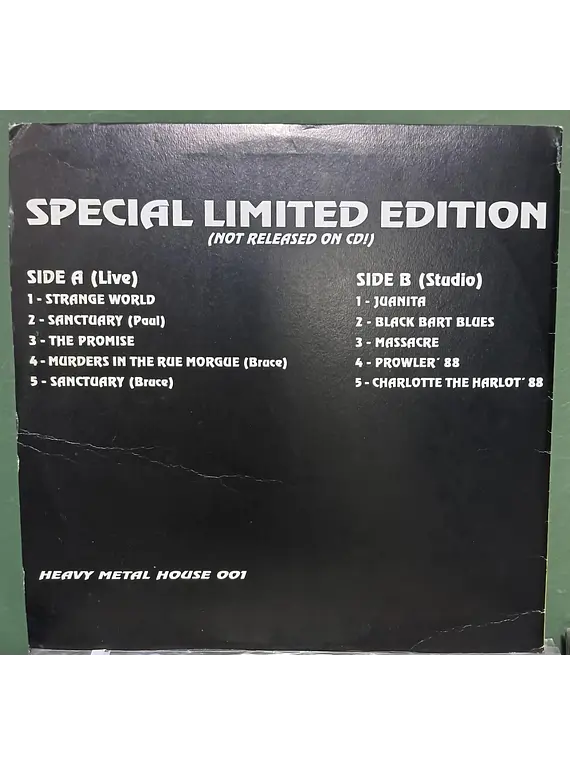 SPECIAL LIMITED EDITION
(NOT RELEASED ON CD!)
SIDE A (Live)
1 - STRANGE WORLD
2 - SANCTUARY (Paul)
3 - THE PROMISE
4 - MURDERS IN THE RUE MORGUE (Bruce)
5 - SANCTUARY (Bruce)
SIDE B (Studio)
1 - JUANITA
2 - BLACK BART BLUES
3 - MASSACRE
4 - PROWLER' 88
5 - CHARLOTTE THE HARLOT' 88
HEAVY METAL HOUSE 001